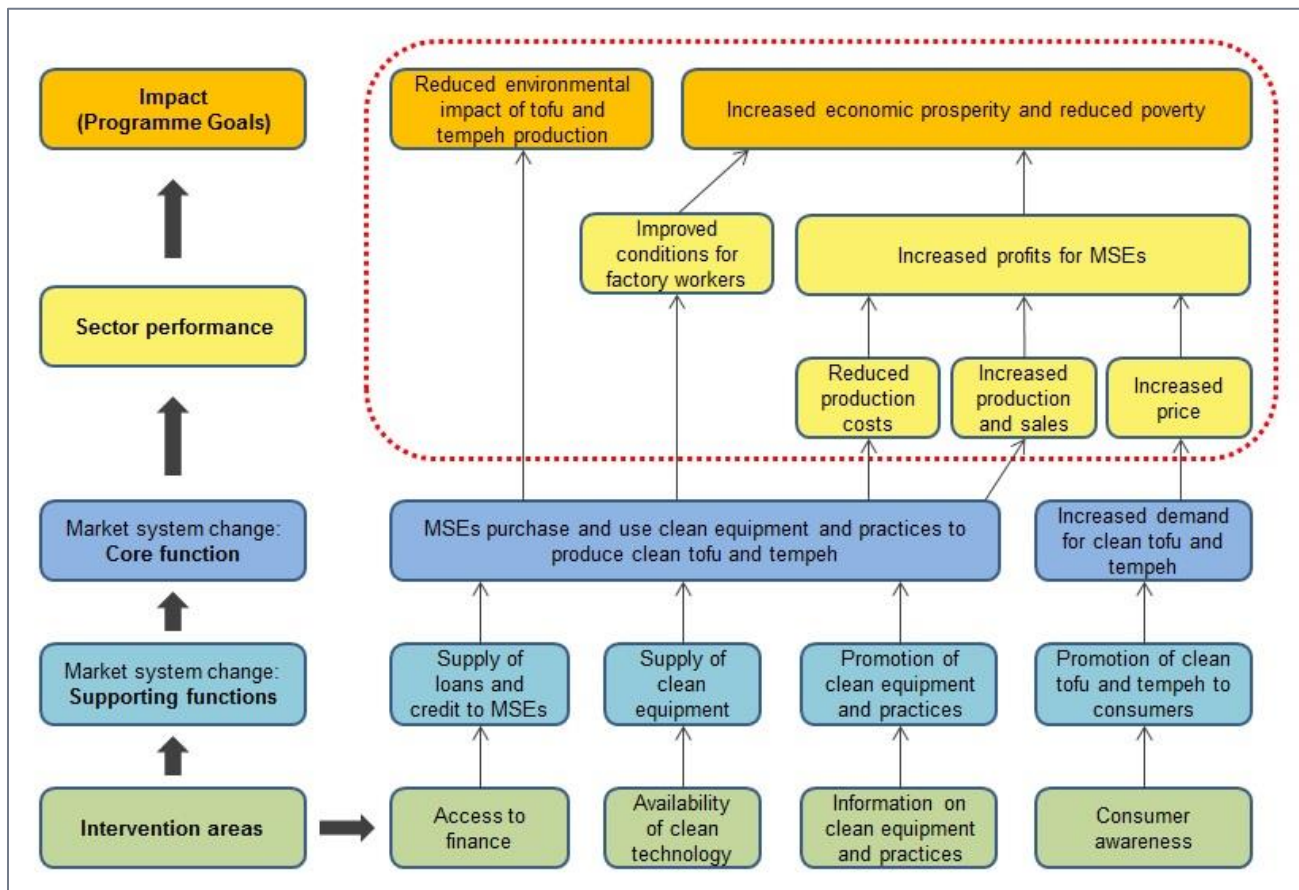 Impact
(Programme Goals)
Reduced environmental
impact of tofu and
tempeh production
Increased economic prosperity and reduced poverty
Improved
conditions for
factory workers
Increased profits for MSEs
Sector performance
Reduced
production
costs
Increased
production
and sales
Increased
price
Market system change:
Core function
MSEs purchase and use clean equipment and practices to
produce clean tofu and tempeh
Increased demand
for clean tofu and
tempeh
Market system change:
Supporting functions
Supply of
loans and
credit to MSEs
Supply of
clean
equipment
Promotion of
clean equipment
and practices
Promotion of clean
tofu and tempeh to
consumers
Intervention areas
Access to
finance
Availability
of clean
technology
Information on
clean equipment
and practices
Consumer
awareness